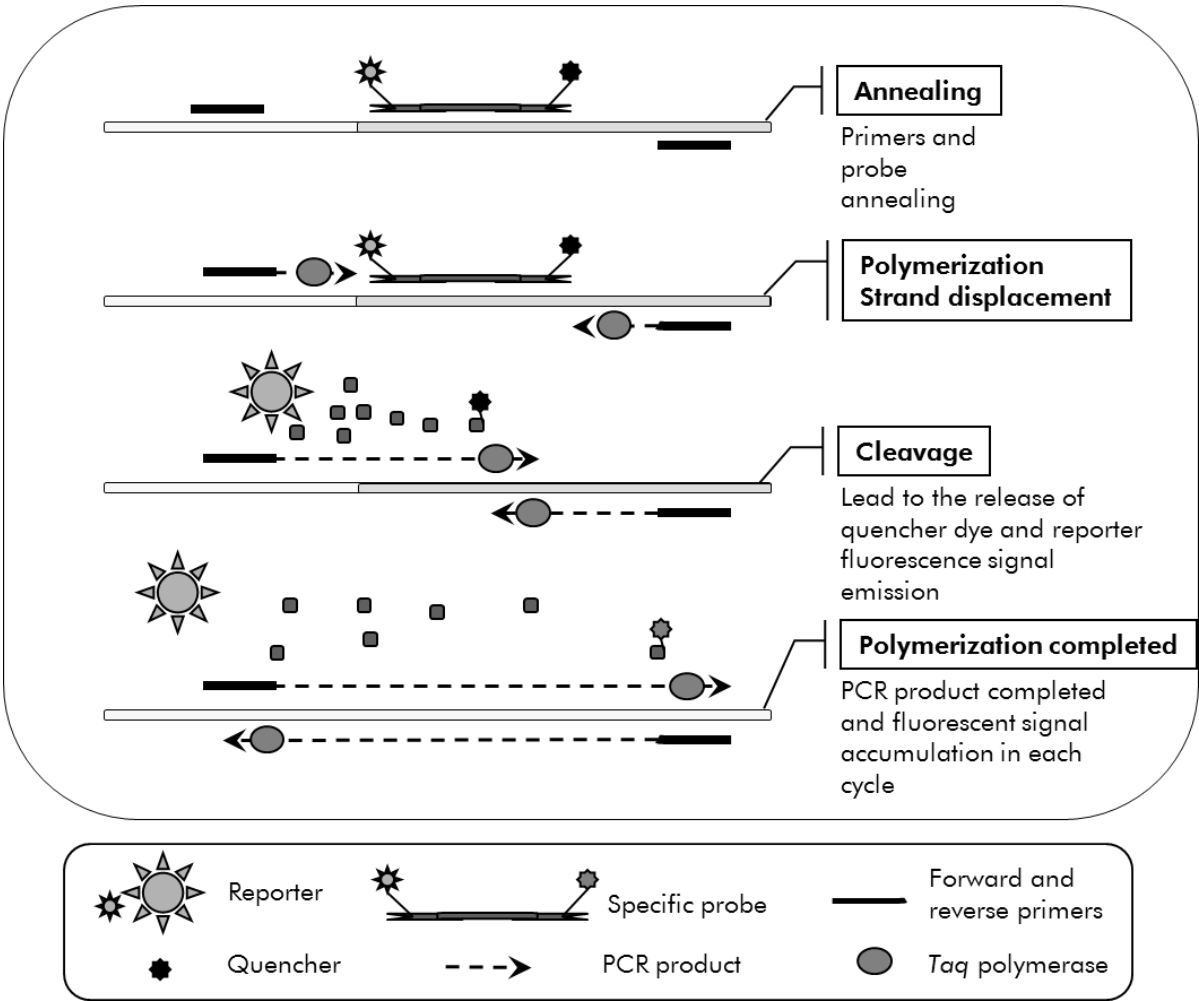 Annealing
Primers and
probe
annealing
Polymerization
Strand displacement
Cleavage
Lead to the release of
quencher dye and reporter
fluorescence signal
emission
Polymerization completed
PCR product completed
and fluorescent signal
accumulation in each
cycle
Reporter
Specific probe
Forward and
reverse primers
Quencher
PCR product
Taq polymerase